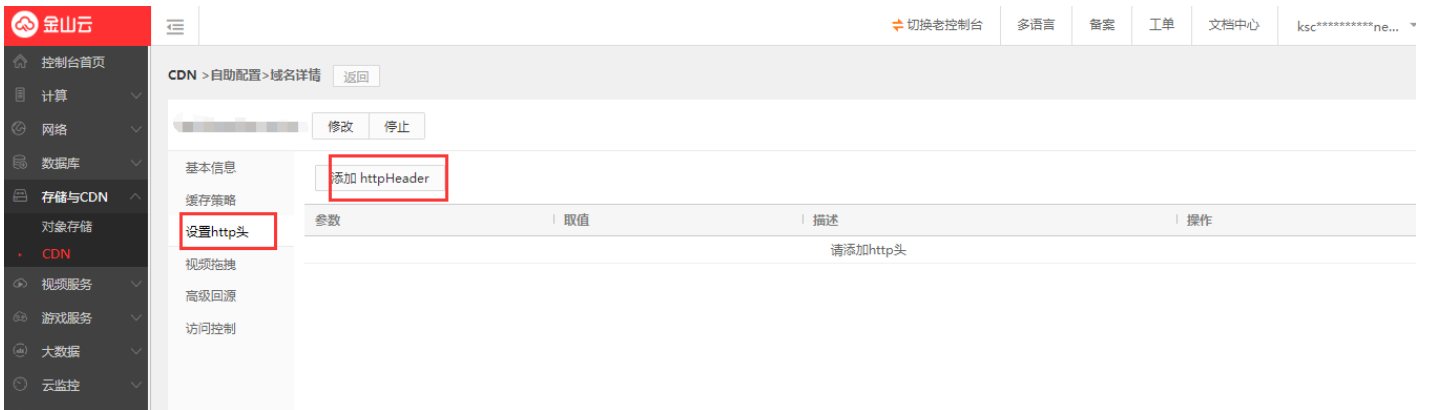 金山云
切换老控制台 多语言 备案 工单 文档中心 ksc**********ne...
控制台首页
计算
网络
数据库
存储与CDN
对象存储
CDN
视频服务
游戏服务
大数据
云监控
CDN >自助配置>域名详情 返回
修改 停止
基本信息
缓存策略
设置http头
视频拖拽
高级回源
访问控制
添加 httpHeader
参数 取值 描述 操作
请添加http头